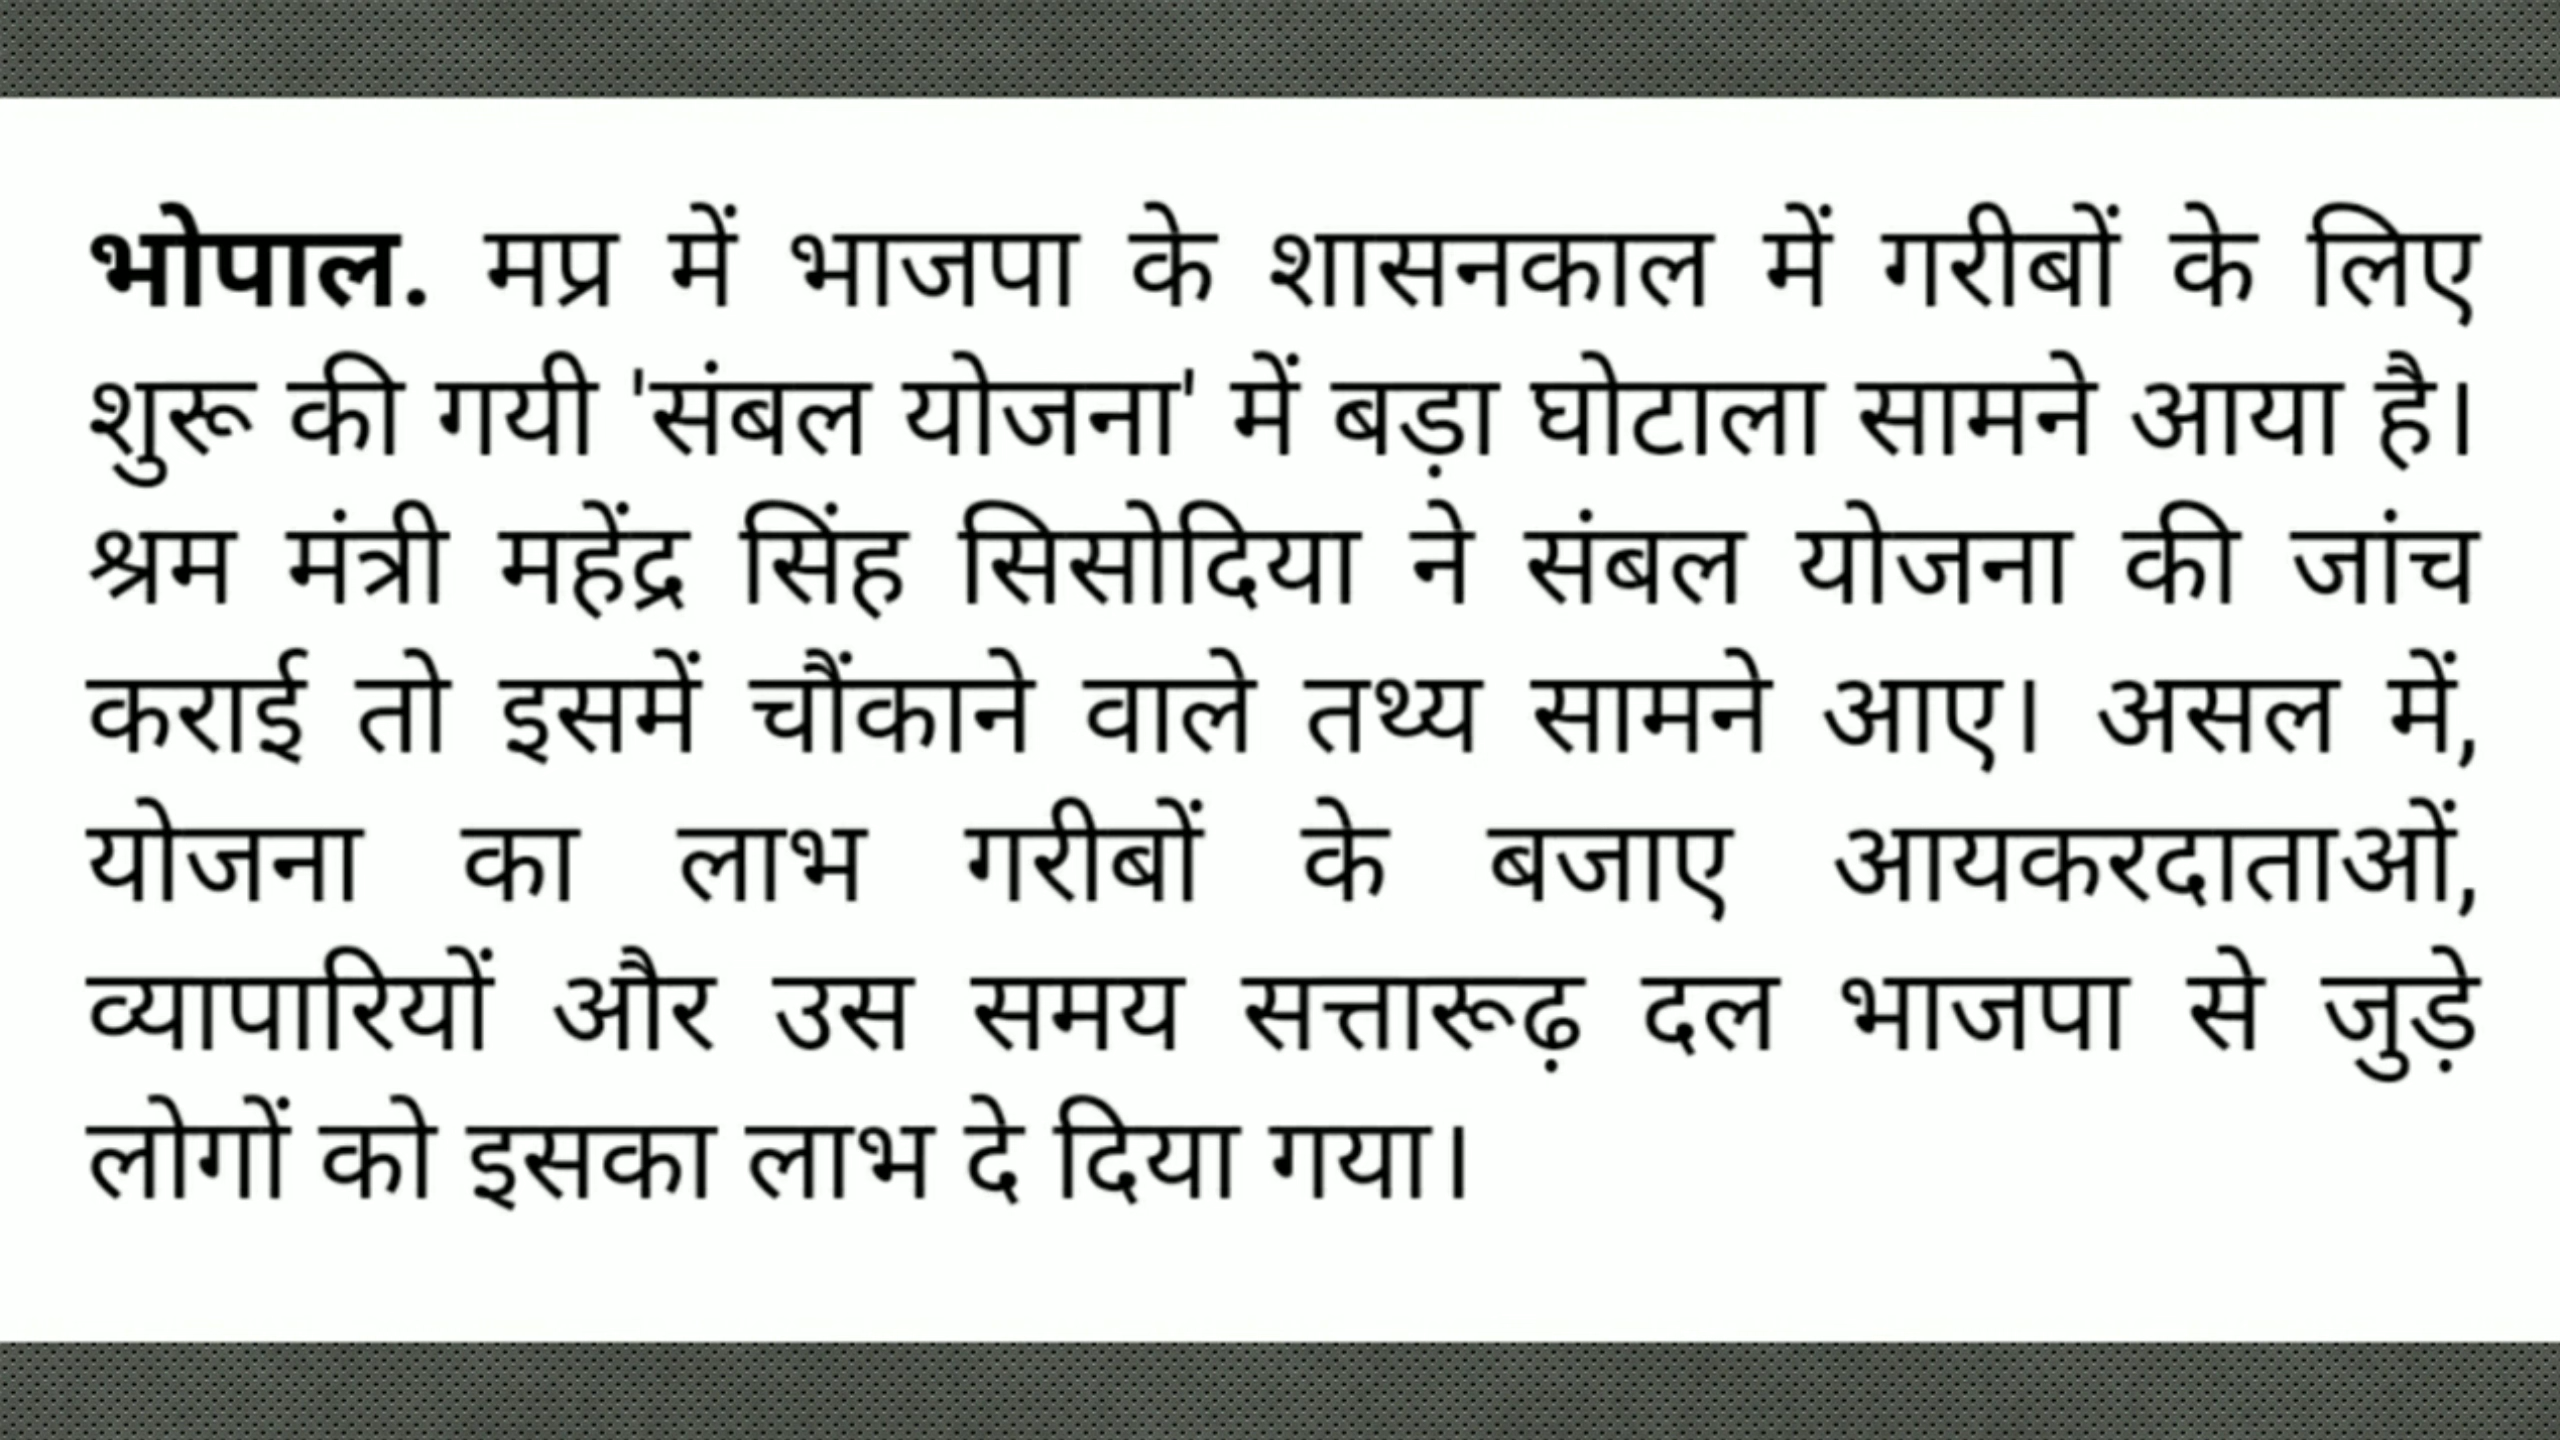 भोपाल. मप्र में भाजपा के शासनकाल में गरीबों के लिए
शुरू की गयी 'संबल योजना' में बड़ा घोटाला सामने आया है।
श्रम मंत्री महेंद्र सिंह सिसोदिया ने संबल योजना की जांच
कराई तो इसमें चौंकाने वाले तथ्य सामने आए। असल में,
योजना का लाभ गरीबों के बजाए आयकरदाताओं,
व्यापारियों और उस समय सत्तारूढ़ दल भाजपा से जुड़े
लोगों को इसका लाभ दे दिया गया।